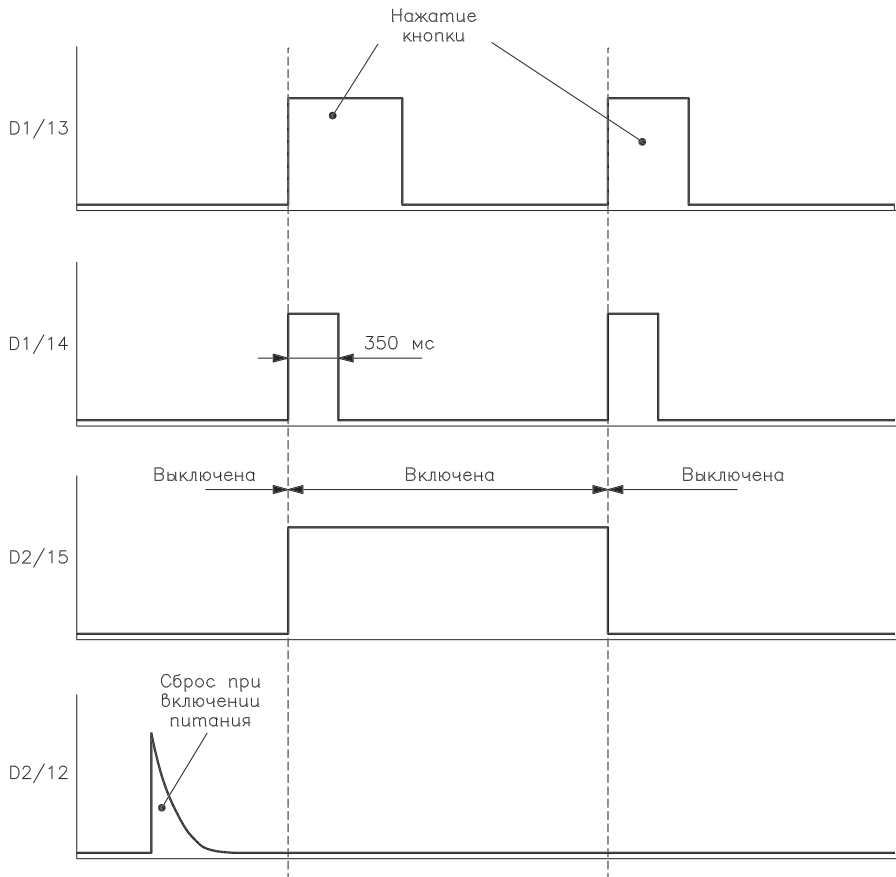 Нажатие
кнопки
D1/13
D1/14
350 мс
Выключена
Включена
Выключена
D2/15
Сброс при
включении
питания
D2/12